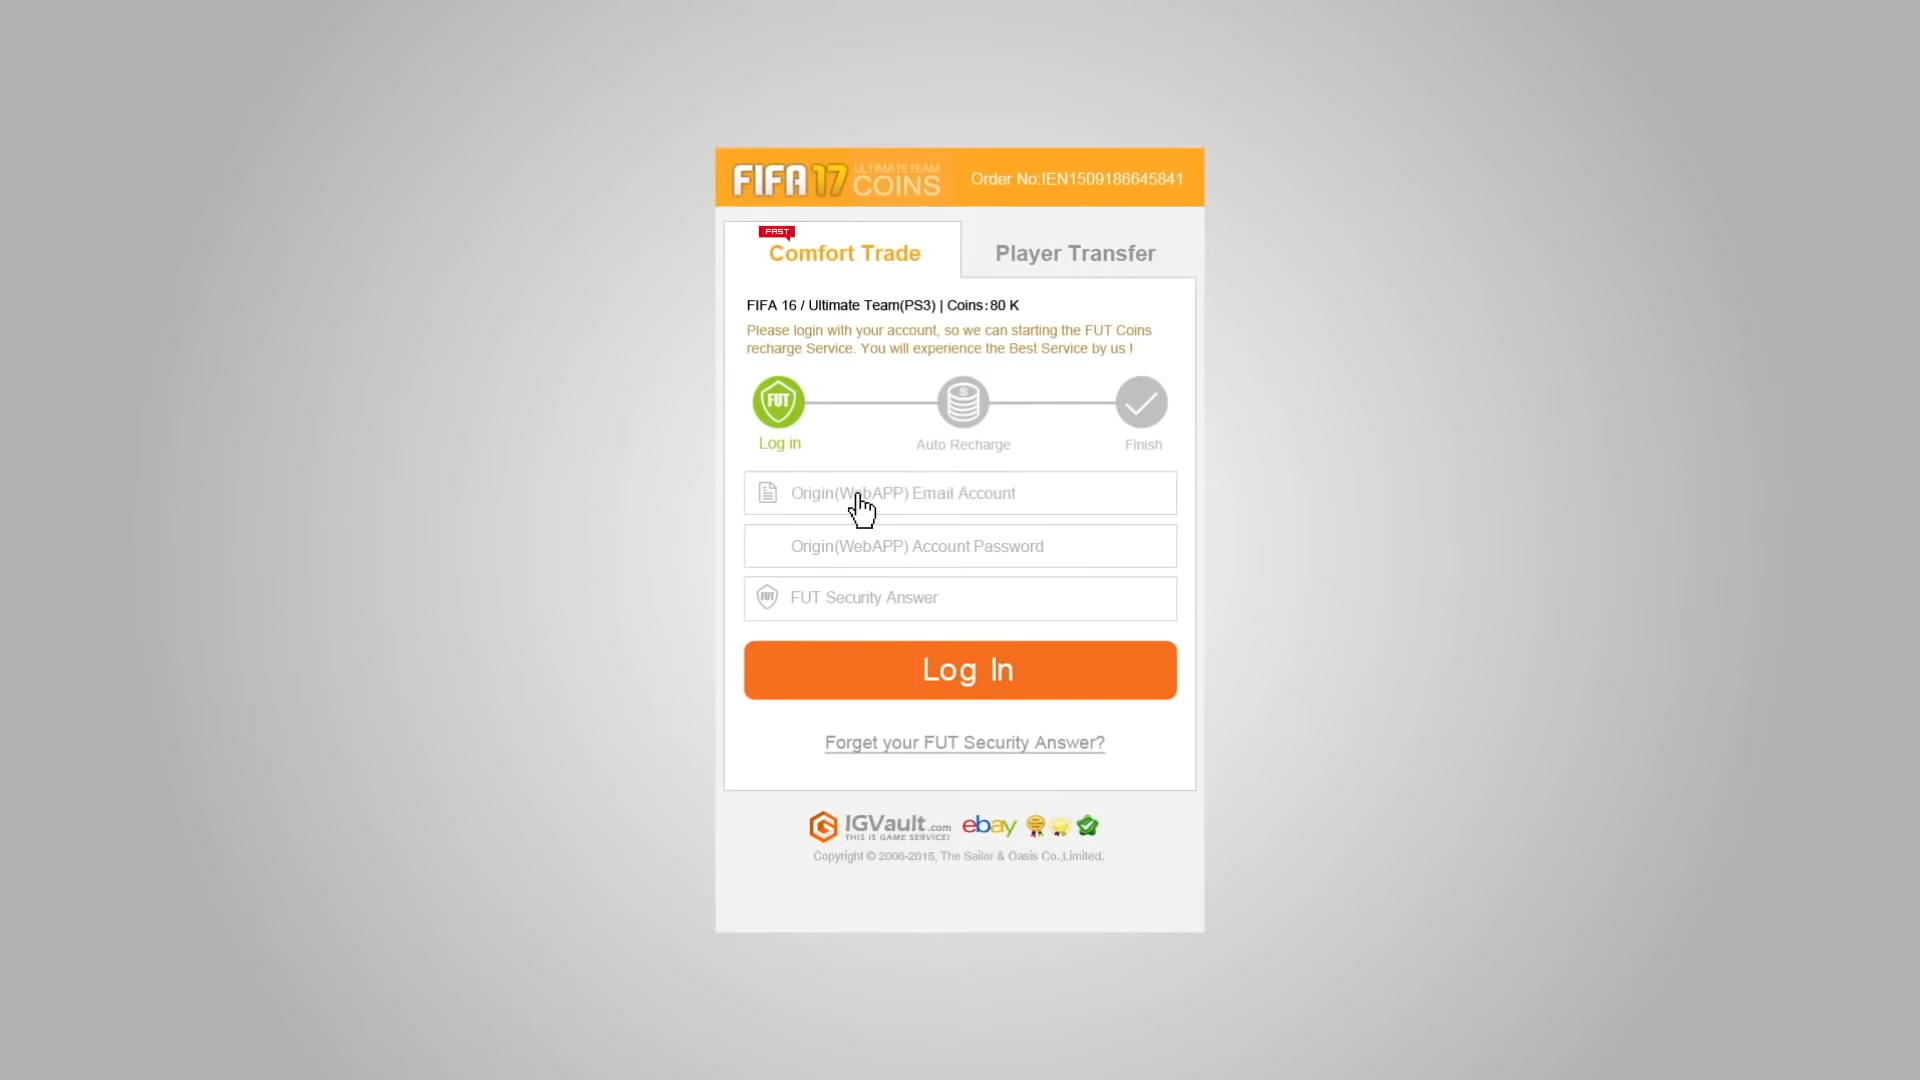 FIFA 17 ULTIMATE TEAM COINS
Order No:IEN1509186645841
FAST
Comfort Trade
Player Transfer
FIFA 16 / Ultimate Team(PS3) | Coins:80 K
Please login with your account, so we can starting the FUT Coins
recharge Service. You will experience the Best Service by us !
FUT
Log in
Auto Recharge
Finish
Origin(WebAPP) Email Account
Origin(WebAPP) Account Password
FUT
FUT Security Answer
Log In
Forget your FUT Security Answer?
IGVault.com
THIS IS GAME SERVICE!
ebay
Copyright © 2006-2015, The Sailor & Oasis Co.,Limited.